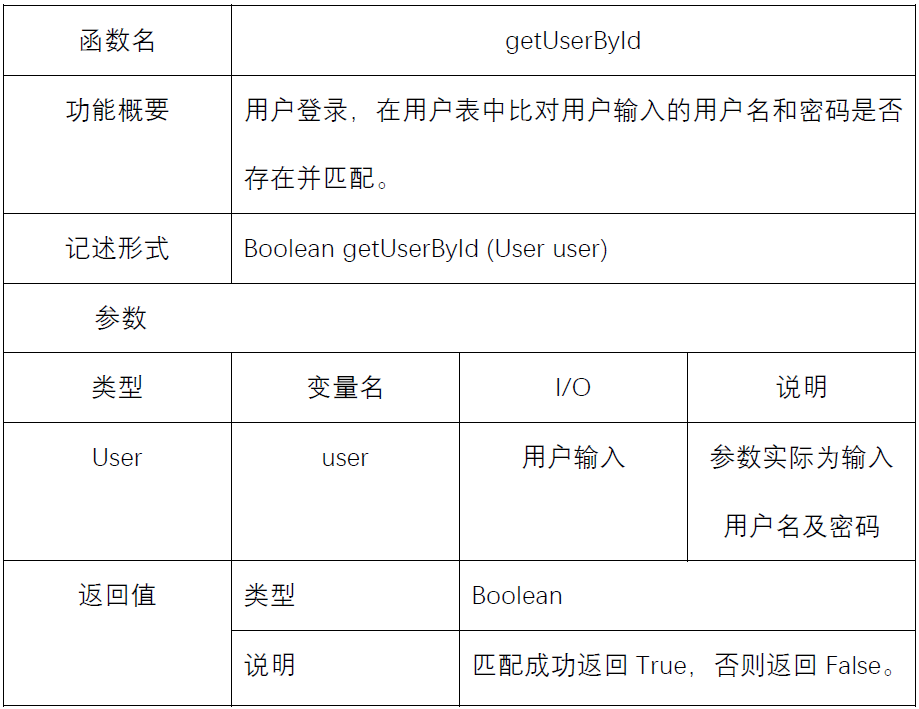 函数名 getUserById
功能概要 用户登录，在用户表中比对用户输入的用户名和密码是否
存在并匹配。
记述形式 Boolean getUserById (User user)
参数
类型 变量名 I/O 说明
User user 用户输入 参数实际为输入
用户名及密码
返回值 类型 Boolean
说明 匹配成功返回 True，否则返回 False。